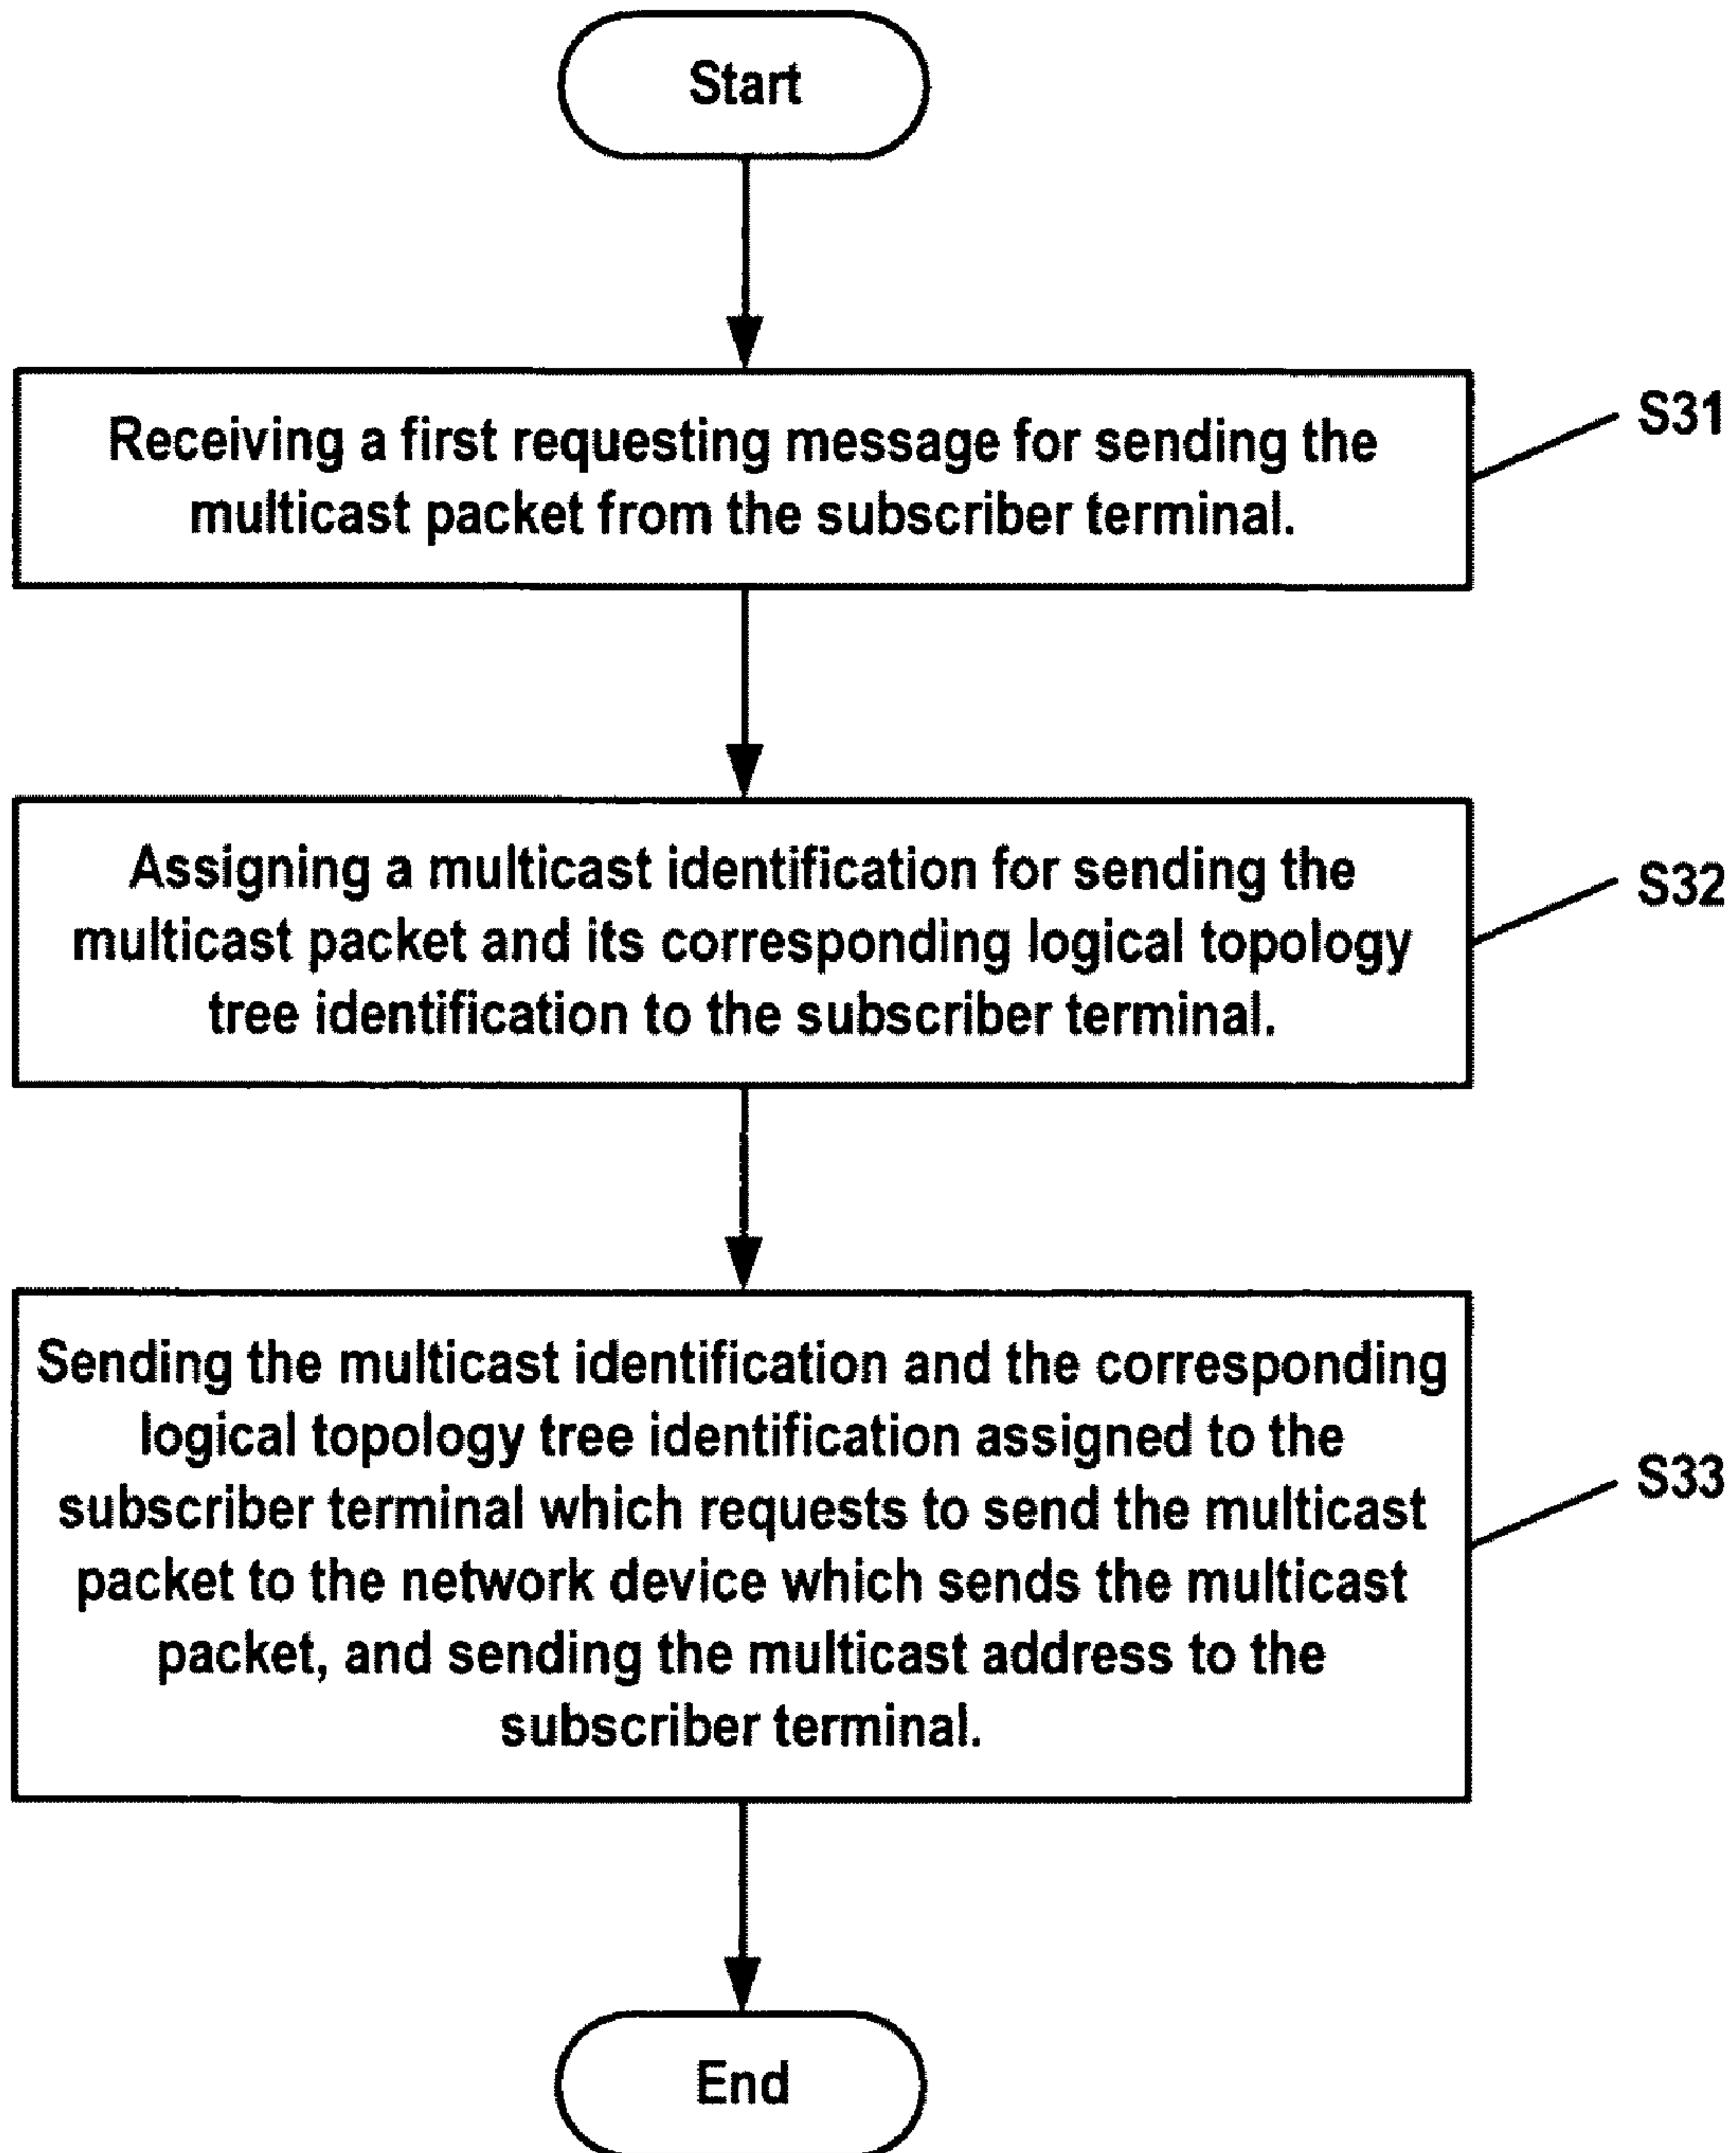 Start
Receiving a first requesting message for sending the
multicast packet from the subscriber terminal.
S31
Assigning a multicast identification for sending the
multicast packet and its corresponding logical topology
tree identification to the subscriber terminal.
S32
Sending the multicast identification and the corresponding
logical topology tree identification assigned to the
subscriber terminal which requests to send the multicast
packet to the network device which sends the multicast
packet, and sending the multicast address to the
subscriber terminal.
S33
End